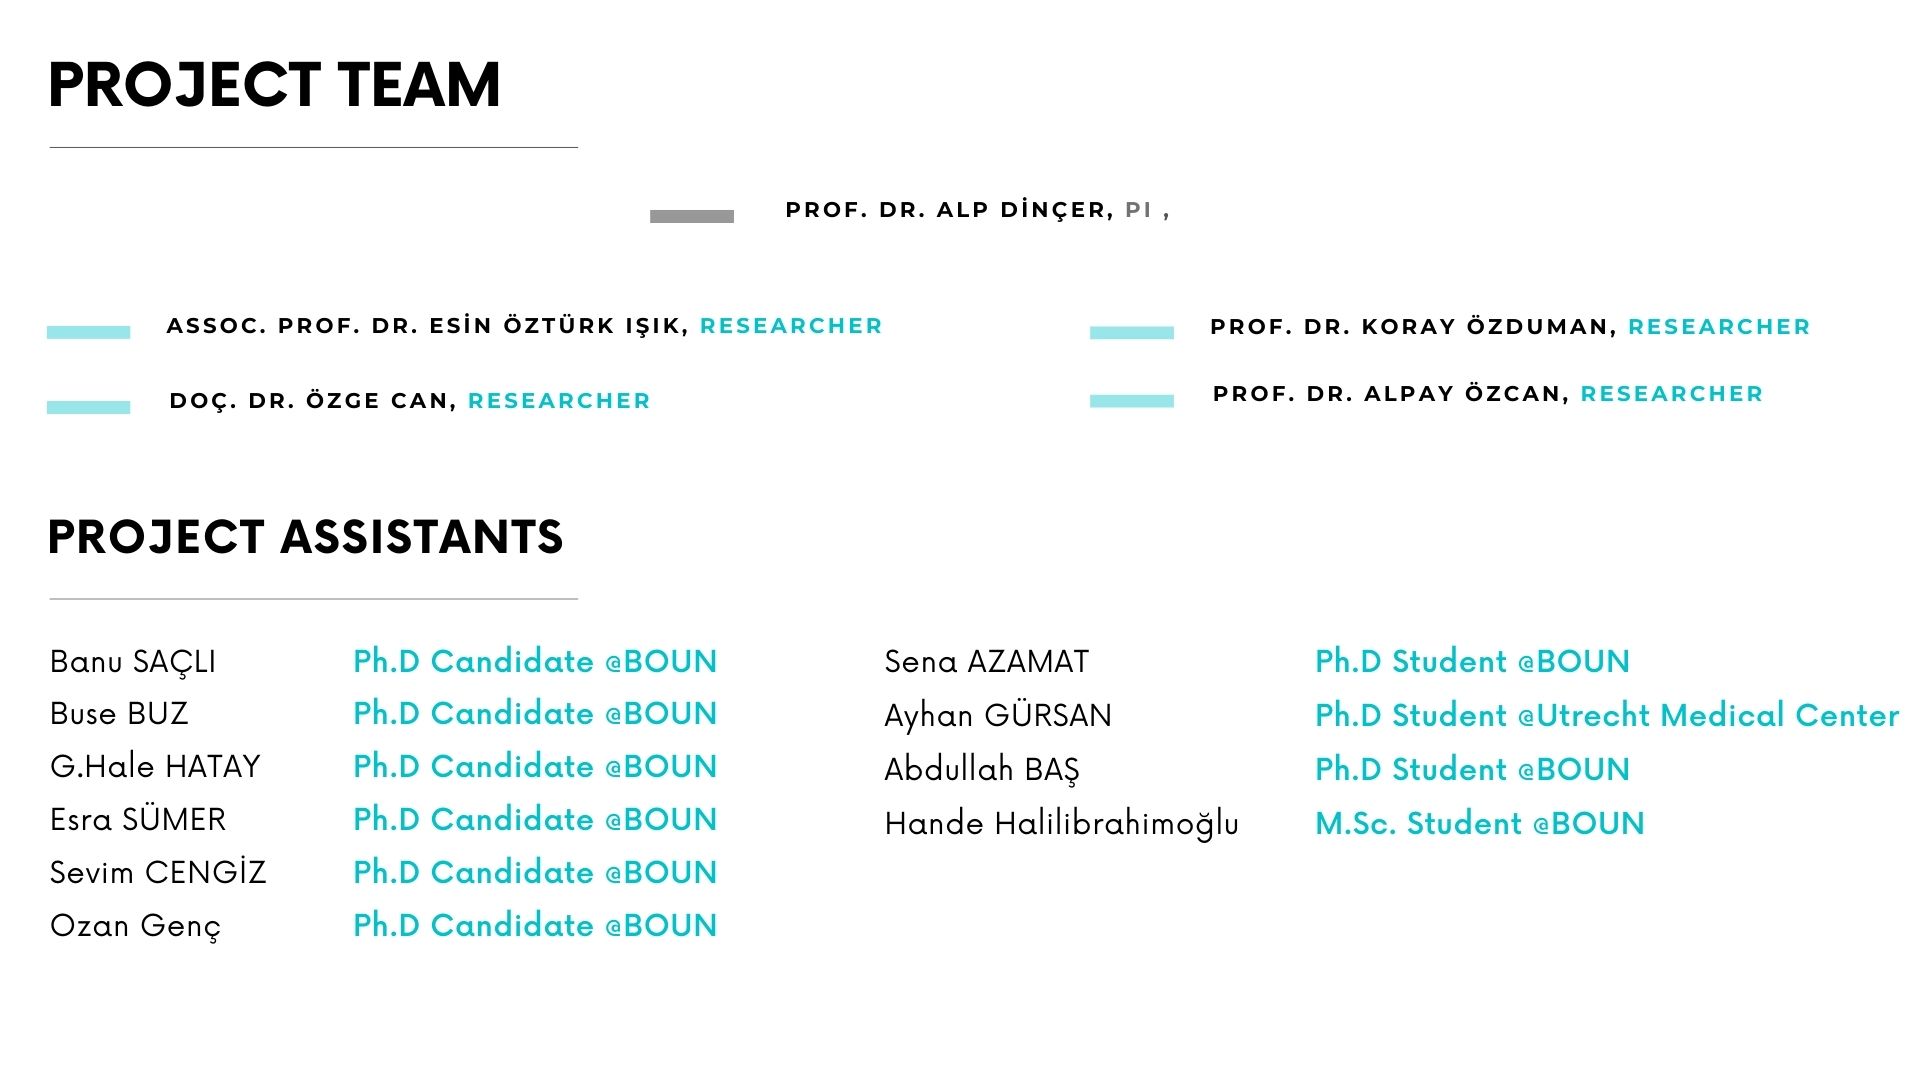 PROJECT TEAM
PROF. DR. ALP DİNÇER, PI ,
ASSOC. PROF. DR. ESİN ÖZTÜRK IŞIK, RESEARCHER
DOÇ. DR. ÖZGE CAN, RESEARCHER
PROF. DR. KORAY ÖZDUMAN, RESEARCHER
PROF. DR. ALPAY ÖZCAN, RESEARCHER
PROJECT ASSISTANTS
Banu SAÇLI Ph.D Candidate @BOUN
Buse BUZ Ph.D Candidate @BOUN
G.Hale HATAY Ph.D Candidate @BOUN
Esra SÜMER Ph.D Candidate @BOUN
Sevim CENGİZ Ph.D Candidate @BOUN
Ozan Genç Ph.D Candidate @BOUN
Sena AZAMAT Ph.D Student @BOUN
Ayhan GÜRSAN Ph.D Student @Utrecht Medical Center
Abdullah BAŞ Ph.D Student @BOUN
Hande Halilibrahimoğlu M.Sc. Student @BOUN